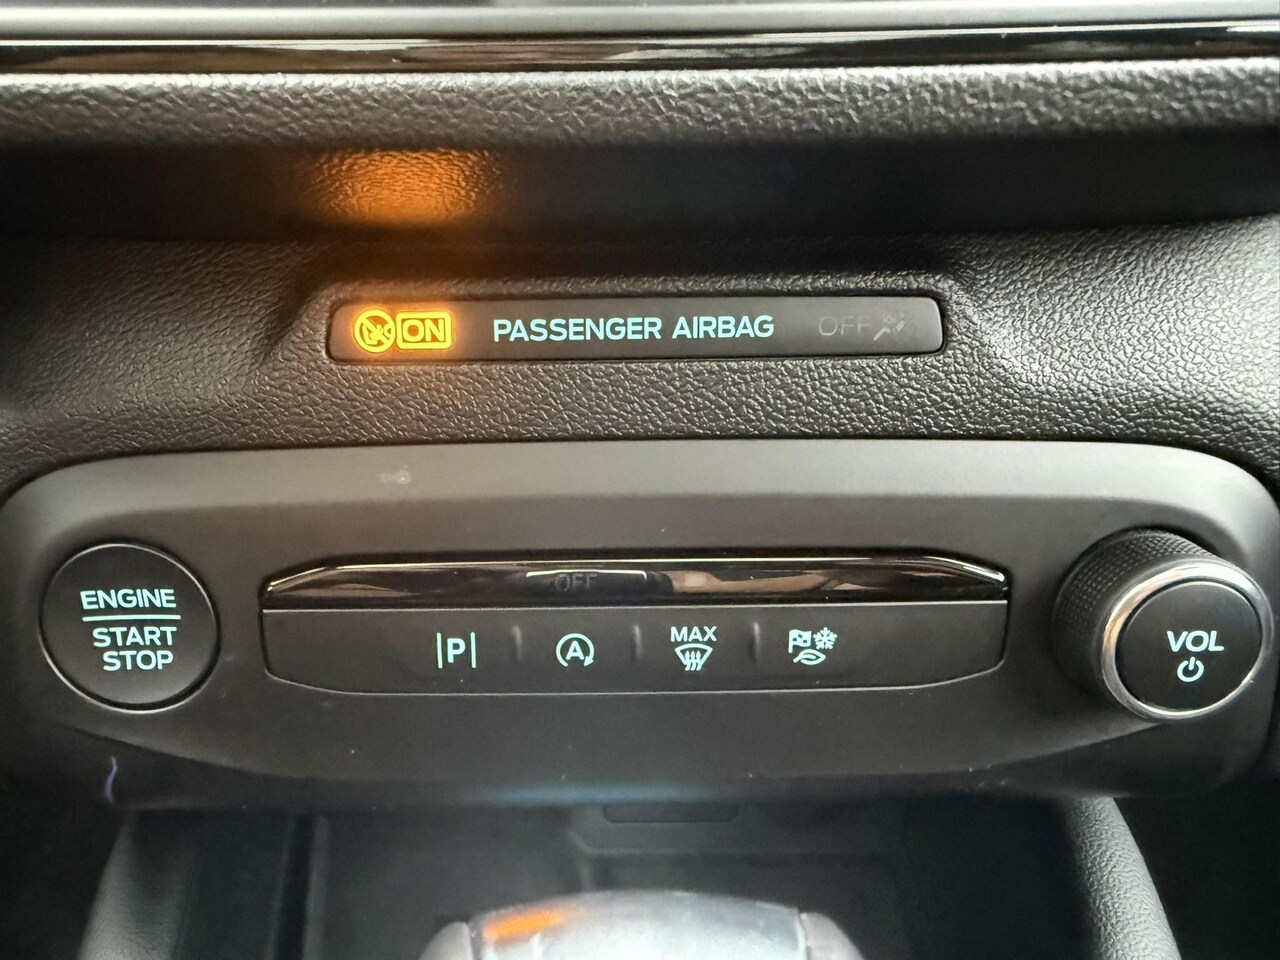 ON PASSENGER AIRBAG OFF
ENGINE
START
STOP
OFF
P
A
MAX
VOL